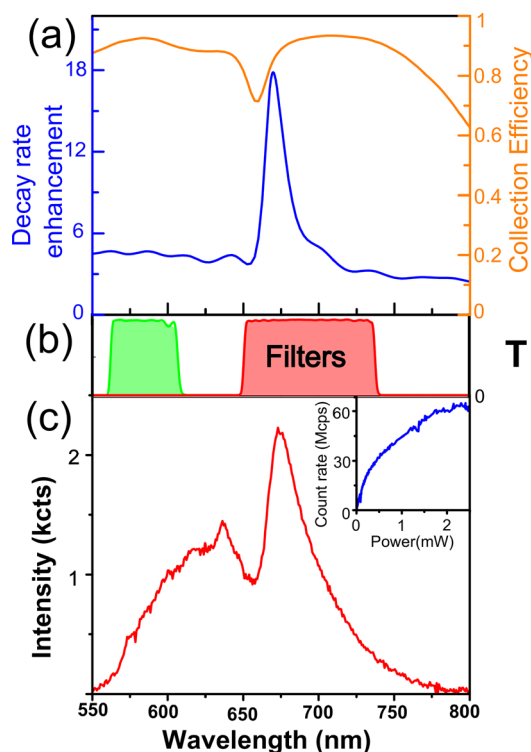 (a)
18
12
6
0
Decay rate
enhancement
1
0.8
0.6
0.4
0.2
0
Collection Efficiency
(b)
Filters
T
0
(c)
2
1
Intensity (kcts)
60
30
0
Count rate (Mcps)
0 1 2
Power(mW)
550 600 650 700 750 800
Wavelength (nm)